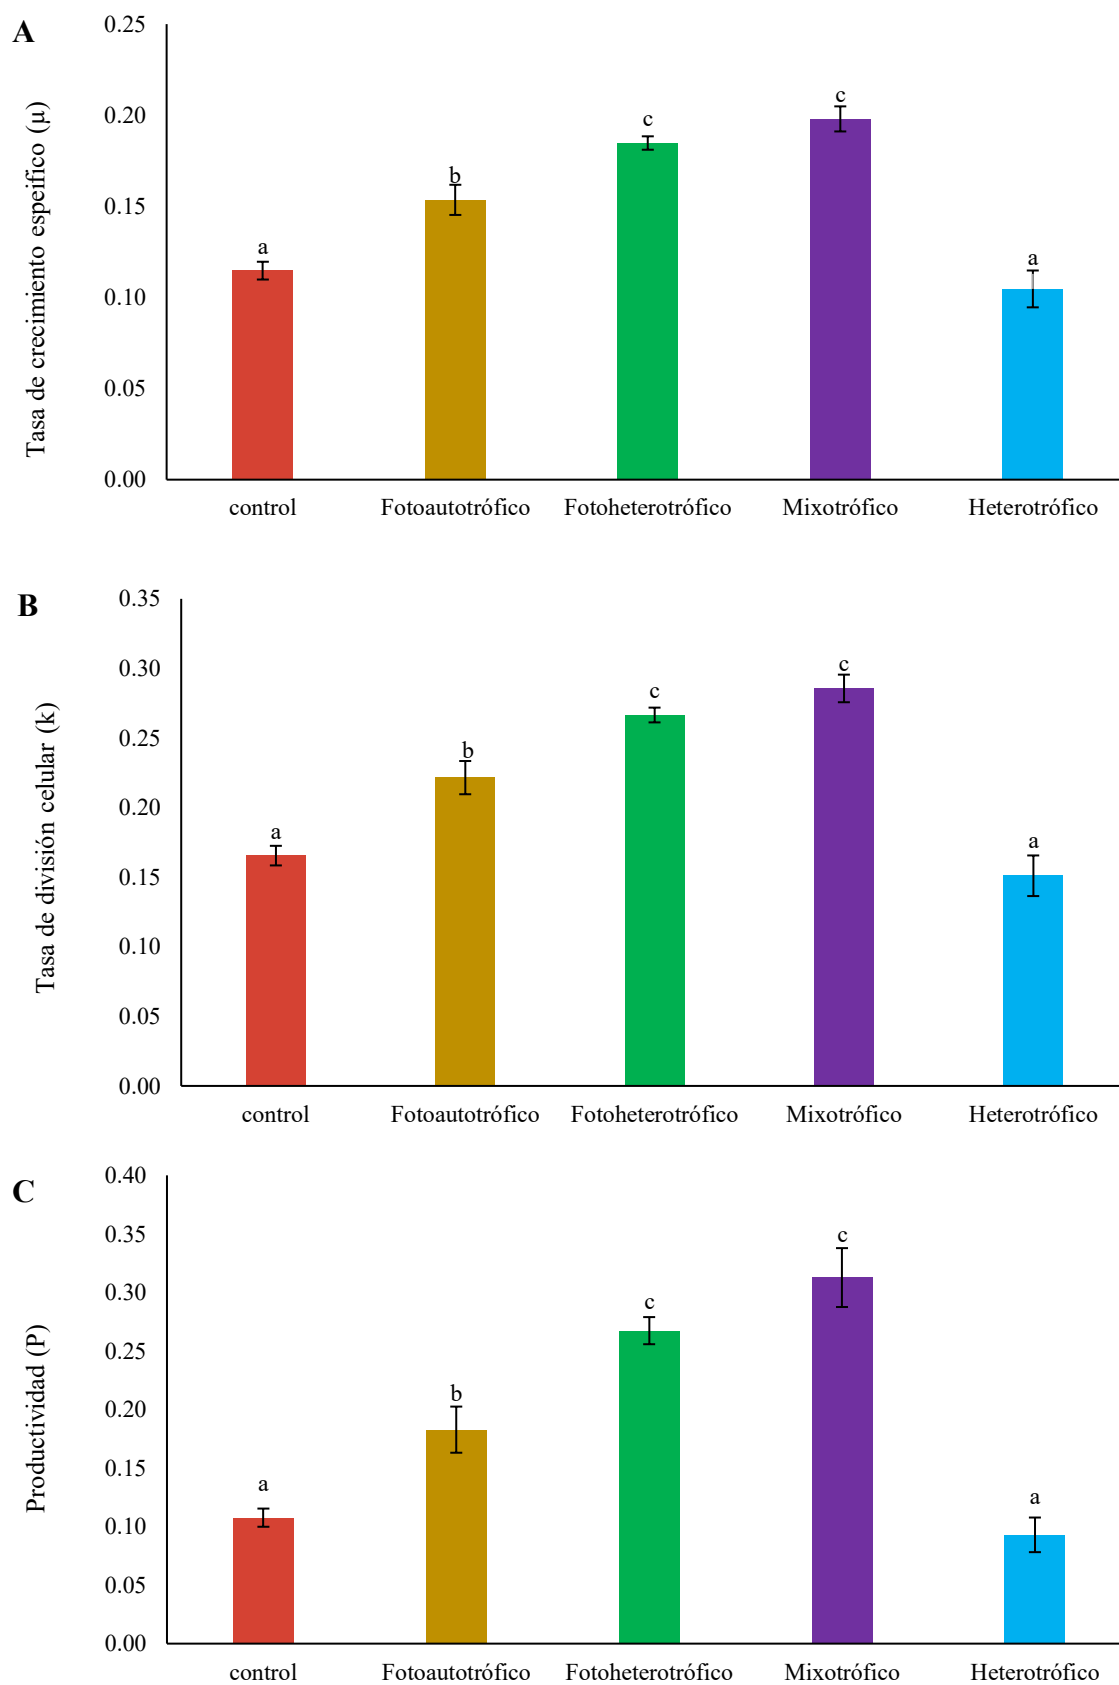 A
Tasa de crecimiento espeifico (µ)
0.25
0.20
0.15
0.10
0.05
0.00
a
b
c
c
a
control Fotoautotrófico Fotoheterotrófico Mixotrófico Heterotrófico
B
Tasa de división celular (k)
0.35
0.30
0.25
0.20
0.15
0.10
0.05
0.00
a
b
c
c
a
control Fotoautotrófico Fotoheterotrófico Mixotrófico Heterotrófico
C
Productividad (P)
0.40
0.35
0.30
0.25
0.20
0.15
0.10
0.05
0.00
a
b
c
c
a
control Fotoautotrófico Fotoheterotrófico Mixotrófico Heterotrófico